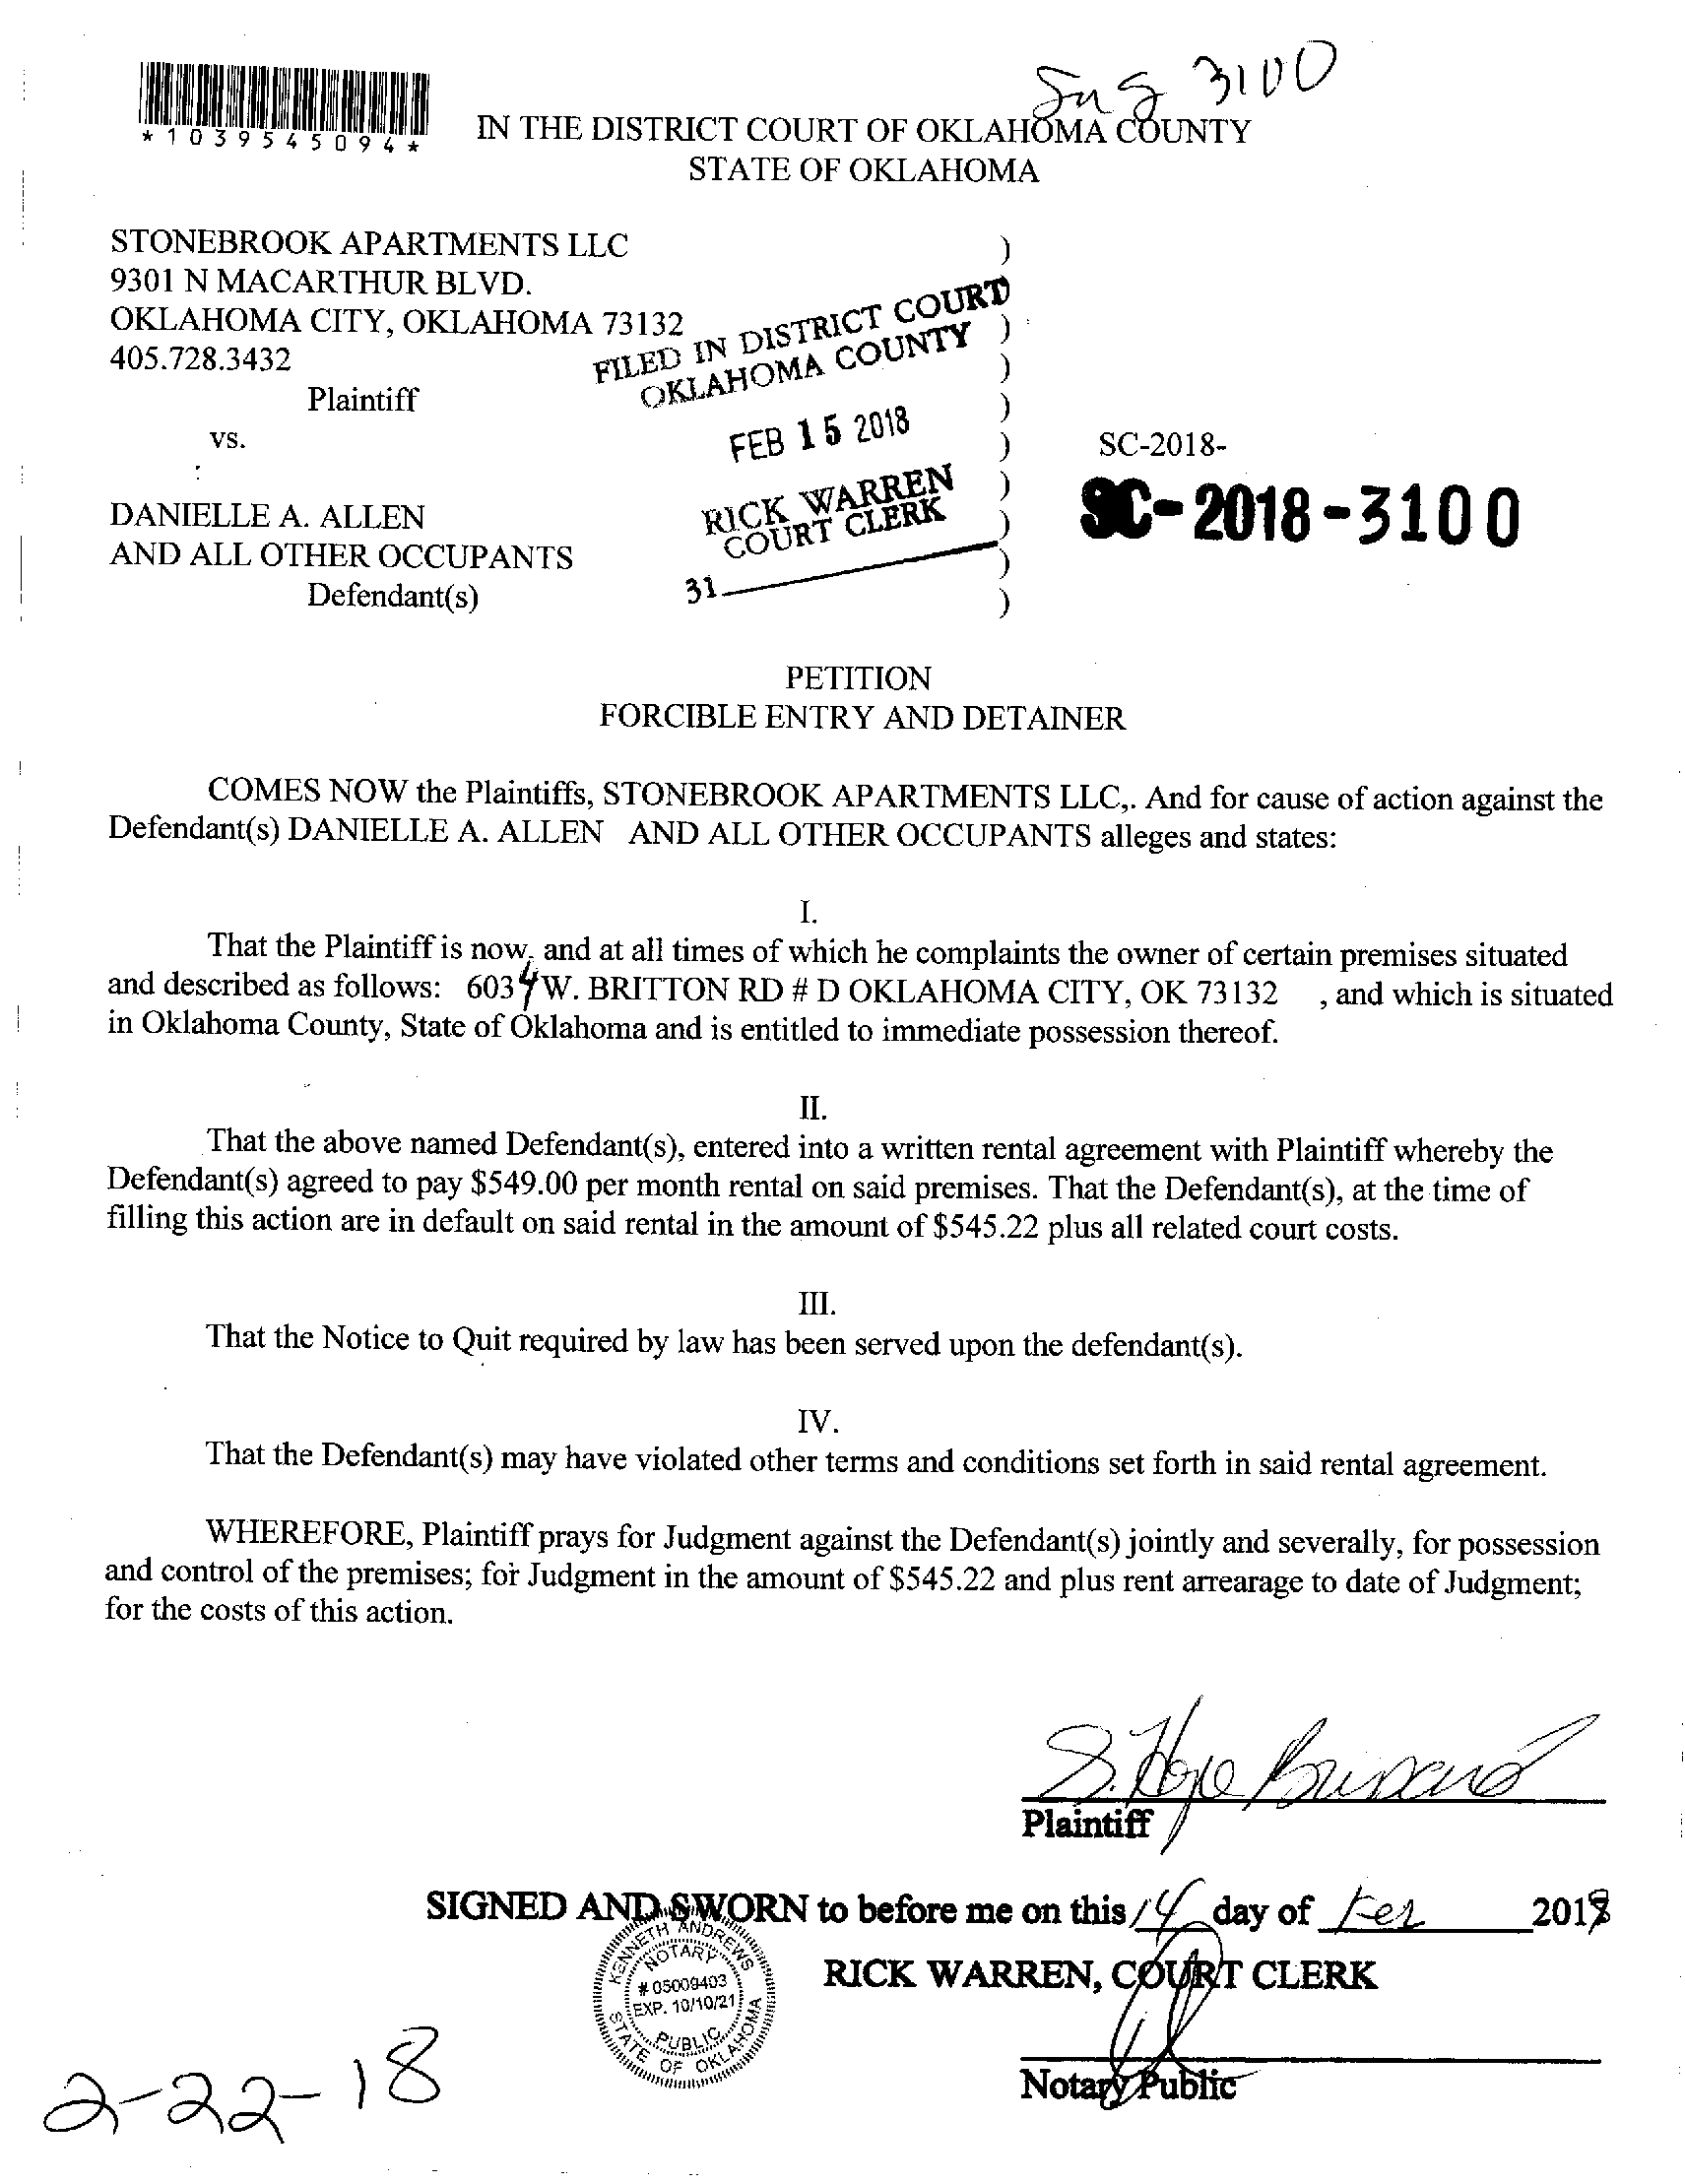 3100
*1039545094*
IN THE DISTRICT COURT OF OKLAHOMA COUNTY
STATE OF OKLAHOMA
STONEBROOK APARTMENTS LLC )
9301 N MACARTHUR BLVD.
OKLAHOMA CITY, OKLAHOMA 73132 )
405.728.3432 )
Plaintiff )
vs. ) SC-2018-
FILED IN DISTRICT COURT
OKLAHOMA COUNTY
FEB 15 2018
RICK WARREN
COURT CLERK
31
SC-2018-3100
DANIELLE A. ALLEN )
AND ALL OTHER OCCUPANTS )
Defendant(s) )
PETITION
FORCIBLE ENTRY AND DETAINER
COMES NOW the Plaintiffs, STONEBROOK APARTMENTS LLC,. And for cause of action against the
Defendant(s) DANIELLE A. ALLEN AND ALL OTHER OCCUPANTS alleges and states:
I.
That the Plaintiff is now, and at all times of which he complaints the owner of certain premises situated
and described as follows: 6034 W. BRITTON RD # D OKLAHOMA CITY, OK 73132 , and which is situated
in Oklahoma County, State of Oklahoma and is entitled to immediate possession thereof.
II.
That the above named Defendant(s), entered into a written rental agreement with Plaintiff whereby the
Defendant(s) agreed to pay $549.00 per month rental on said premises. That the Defendant(s), at the time of
filling this action are in default on said rental in the amount of $545.22 plus all related court costs.
III.
That the Notice to Quit required by law has been served upon the defendant(s).
IV.
That the Defendant(s) may have violated other terms and conditions set forth in said rental agreement.
WHEREFORE, Plaintiff prays for Judgment against the Defendant(s) jointly and severally, for possession
and control of the premises; for Judgment in the amount of $545.22 and plus rent arrearage to date of Judgment;
for the costs of this action.
S. Hope
Plaintiff
SIGNED AND SWORN to before me on this 14 day of Feb 2018
KENNETH ANDREWS
NOTARY
# 05009403
EXP. 10/10/21
PUBLIC
STATE OF OKLAHOMA
RICK WARREN, COURT CLERK
Notary Public
2-22-18